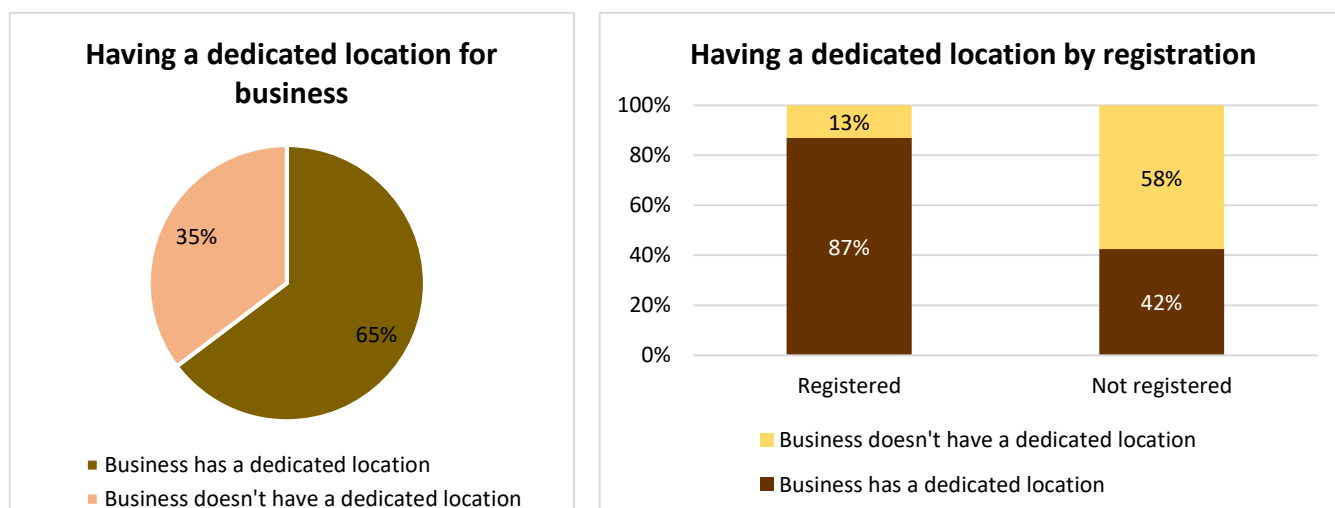 Having a dedicated location for
business
35%
65%
Business has a dedicated location
Business doesn't have a dedicated location
Having a dedicated location by registration
100%
80%
60%
40%
20%
0%
13%
87%
58%
42%
Registered
Not registered
Business doesn't have a dedicated location
Business has a dedicated location